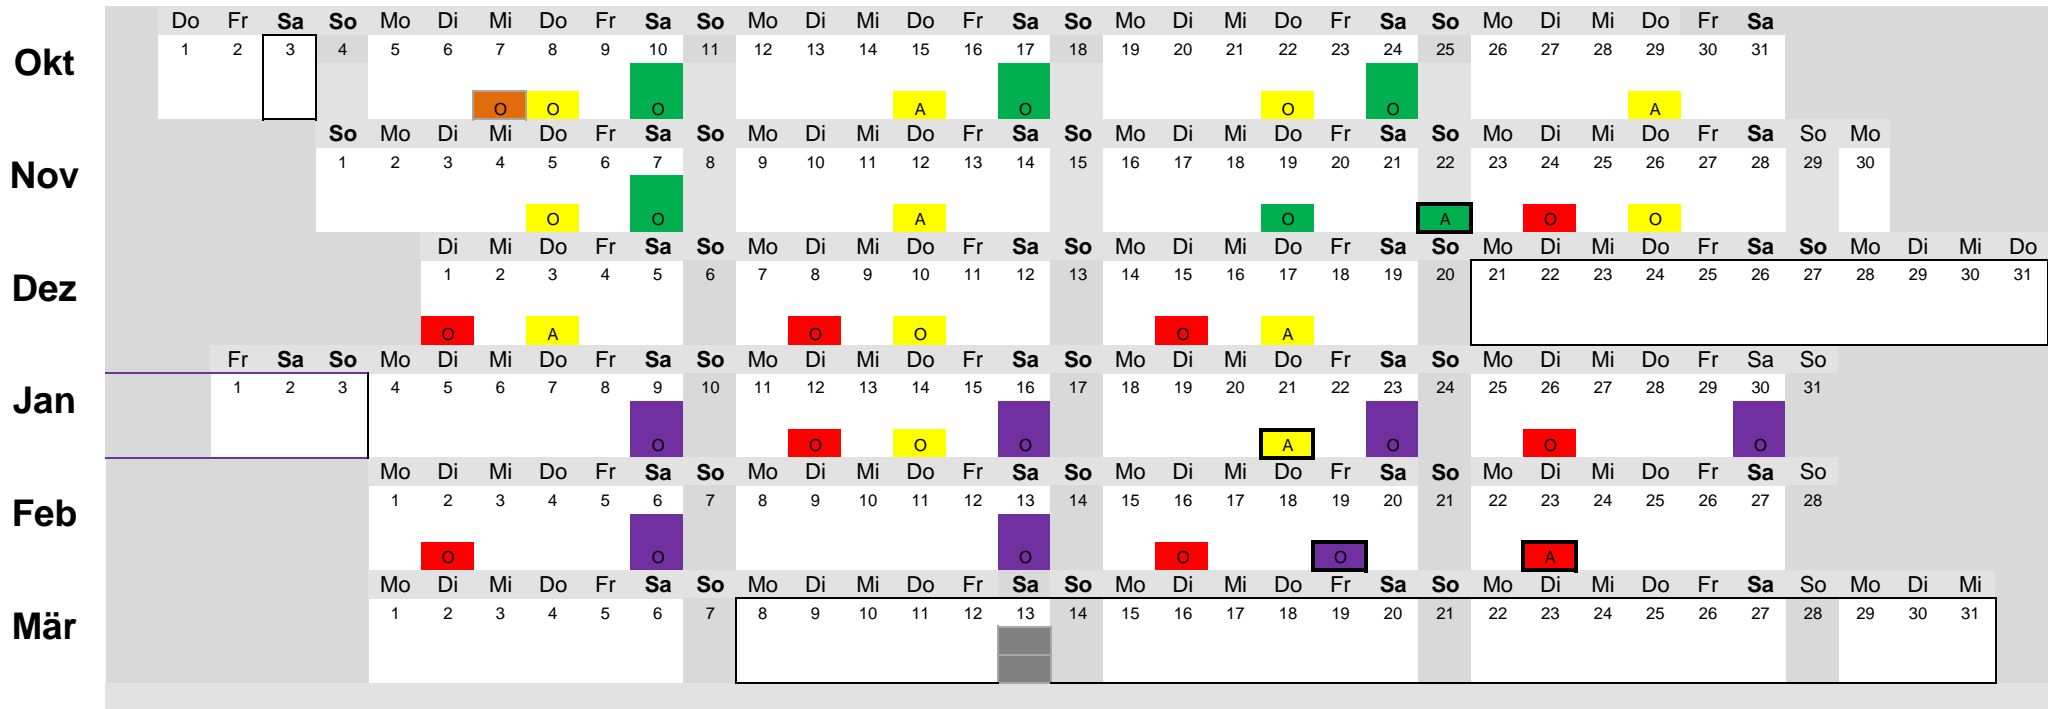 Do Fr Sa So Mo Di Mi Do Fr Sa So Mo Di Mi Do Fr Sa So Mo Di Mi Do Fr Sa So Mo Di Mi Do Fr Sa
Okt
1 2 3 4 5 6 7 8 9 10 11 12 13 14 15 16 17 18 19 20 21 22 23 24 25 26 27 28 29 30 31
O O O A O O O A
So Mo Di Mi Do Fr Sa So Mo Di Mi Do Fr Sa So Mo Di Mi Do Fr Sa So Mo Di Mi Do Fr Sa So Mo
Nov
1 2 3 4 5 6 7 8 9 10 11 12 13 14 15 16 17 18 19 20 21 22 23 24 25 26 27 28 29 30
O O A O A O O
Di Mi Do Fr Sa So Mo Di Mi Do Fr Sa So Mo Di Mi Do Fr Sa So Mo Di Mi Do Fr Sa So Mo Di Mi Do
Dez
1 2 3 4 5 6 7 8 9 10 11 12 13 14 15 16 17 18 19 20 21 22 23 24 25 26 27 28 29 30 31
O A O O O A
Fr Sa So Mo Di Mi Do Fr Sa So Mo Di Mi Do Fr Sa So Mo Di Mi Do Fr Sa So Mo Di Mi Do Fr Sa So
Jan
1 2 3 4 5 6 7 8 9 10 11 12 13 14 15 16 17 18 19 20 21 22 23 24 25 26 27 28 29 30 31
O O O O A O O O
Mo Di Mi Do Fr Sa So Mo Di Mi Do Fr Sa So Mo Di Mi Do Fr Sa So Mo Di Mi Do Fr Sa So
Feb
1 2 3 4 5 6 7 8 9 10 11 12 13 14 15 16 17 18 19 20 21 22 23 24 25 26 27 28
O O O O O A
Mo Di Mi Do Fr Sa So Mo Di Mi Do Fr Sa So Mo Di Mi Do Fr Sa So Mo Di Mi Do Fr Sa So Mo Di Mi
Mär
1 2 3 4 5 6 7 8 9 10 11 12 13 14 15 16 17 18 19 20 21 22 23 24 25 26 27 28 29 30 31